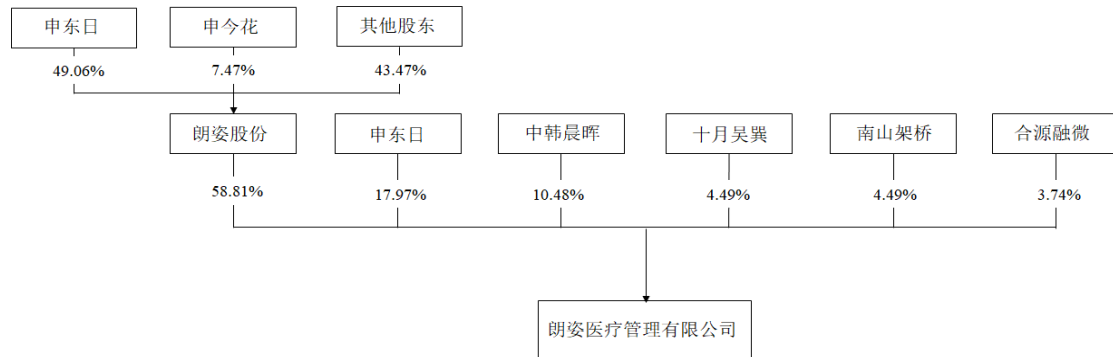 申东日
申今花
其他股东
49.06%
7.47%
43.47%
朗姿股份
申东日
中韩晨晖
十月吴巽
南山架桥
合源融微
58.81%
17.97%
10.48%
4.49%
4.49%
3.74%
朗姿医疗管理有限公司